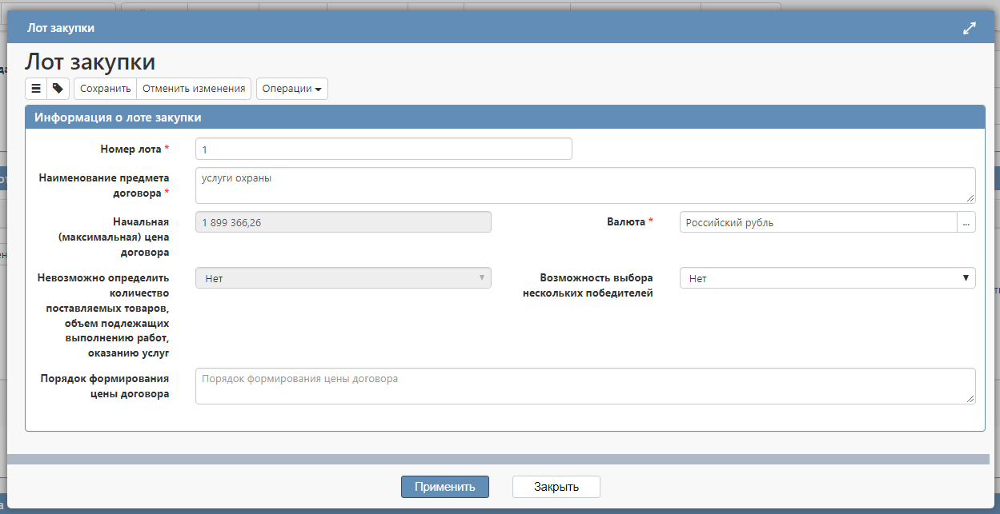 Лот закупки
Лот закупки
Сохранить Отменить изменения Операции
Информация о лоте закупки
Номер лота * 1
Наименование предмета
договора *
услуги охраны
Начальная
(максимальная) цена
договора
1 899 366,26
Валюта * Российский рубль ...
Невозможно определить
количество
поставляемых товаров,
объем подлежащих
выполнению работ,
оказанию услуг
Нет
Возможность выбора
нескольких победителей
Нет
Порядок формирования
цены договора
Порядок формирования цены договора
Применить Закрыть